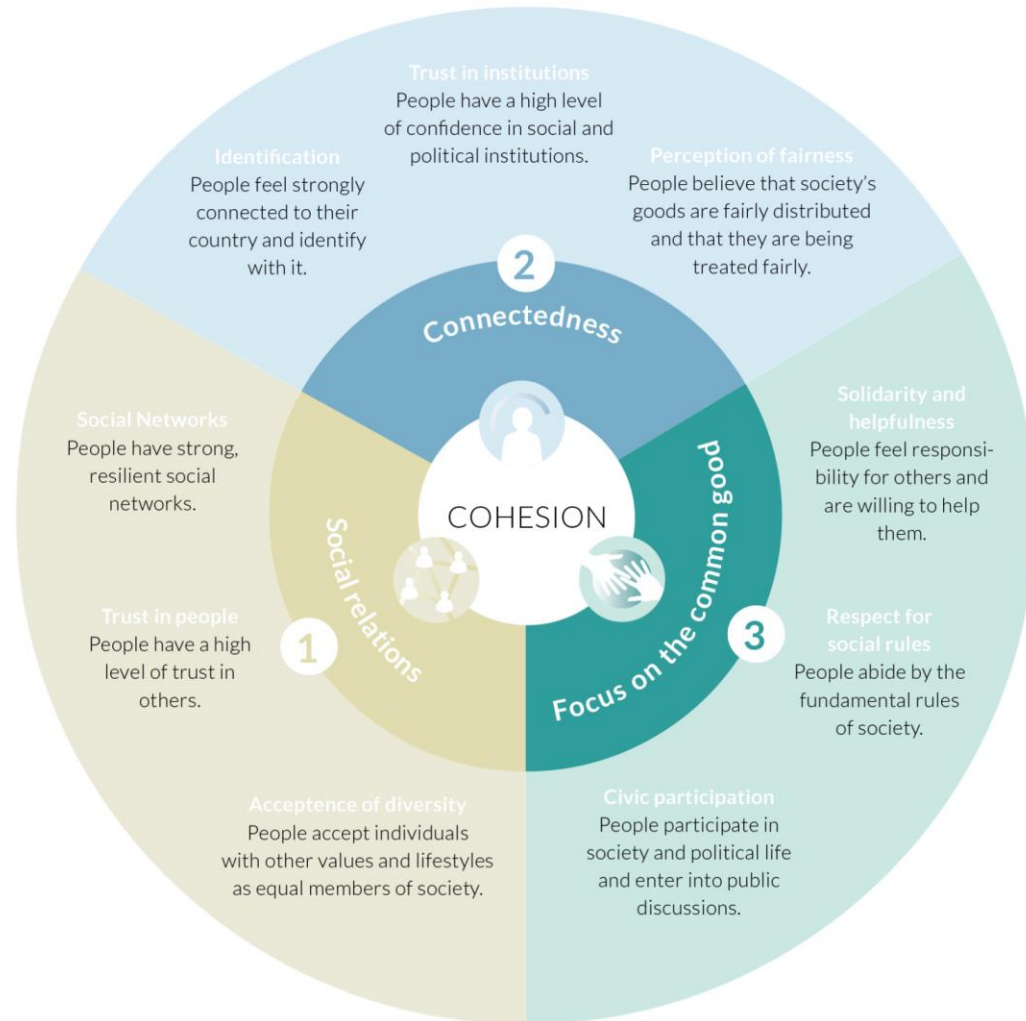 Trust in institutions
People have a high level
of confidence in social and
political institutions.
Identification
People feel strongly
connected to their
country and identify
with it.
Perception of fairness
People believe that society’s
goods are fairly distributed
and that they are being
treated fairly.
2
Connectedness
Social Networks
People have strong,
resilient social
networks.
Trust in people
People have a high
level of trust in
others.
Acceptence of diversity
People accept individuals
with other values and lifestyles
as equal members of society.
1
Social relations
COHESION
Focus on the common good
3
Solidarity and
helpfulness
People feel responsi-
bility for others and
are willing to help
them.
Respect for
social rules
People abide by the
fundamental rules
of society.
Civic participation
People participate in
society and political life
and enter into public
discussions.